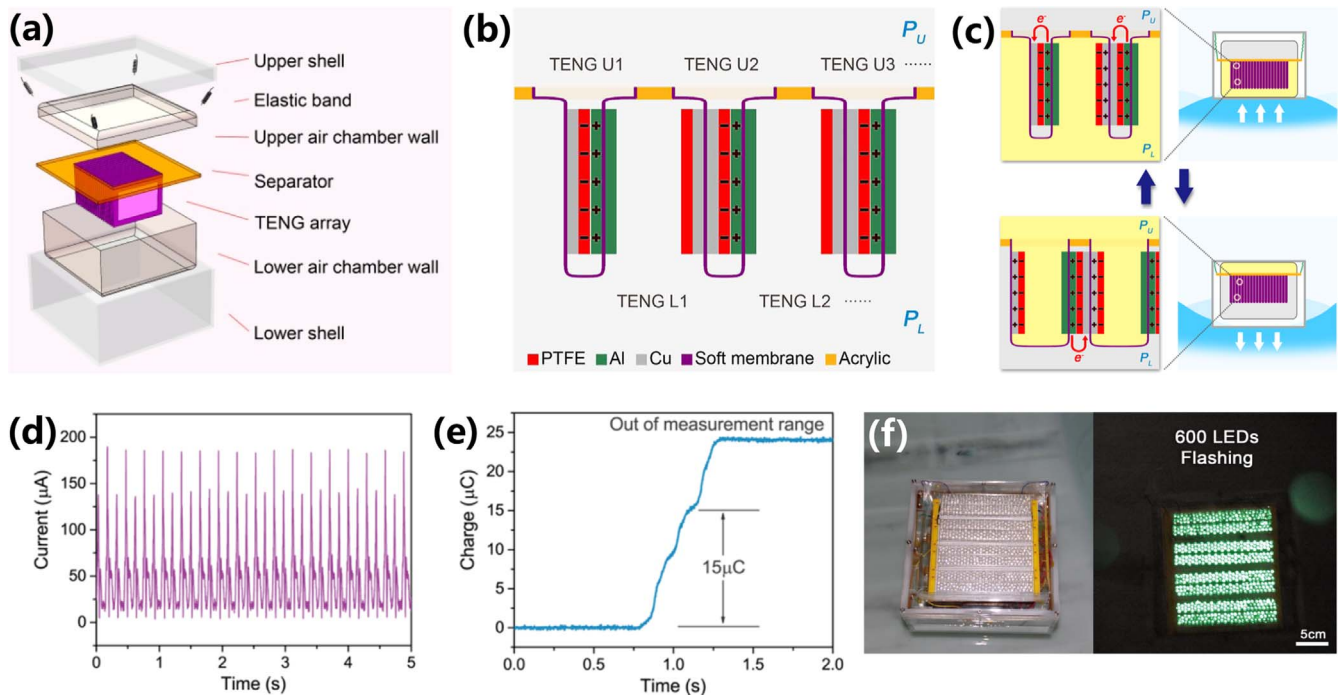 (a)
Upper shell
Elastic band
Upper air chamber wall
Separator
TENG array
Lower air chamber wall
Lower shell
(b)
P_U
TENG U1 TENG U2 TENG U3 ······
TENG L1 TENG L2 ······
P_L
PTFE Al Cu Soft membrane Acrylic
(c)
e⁻ e⁻ P_U
P_L
P_U
e⁻ P_L
(d)
Current (μA)
200
150
100
50
0
0 1 2 3 4 5
Time (s)
(e)
Charge (μC)
25
20
15
10
5
0
Out of measurement range
15μC
0.0 0.5 1.0 1.5 2.0
Time (s)
(f)
600 LEDs
Flashing
5cm